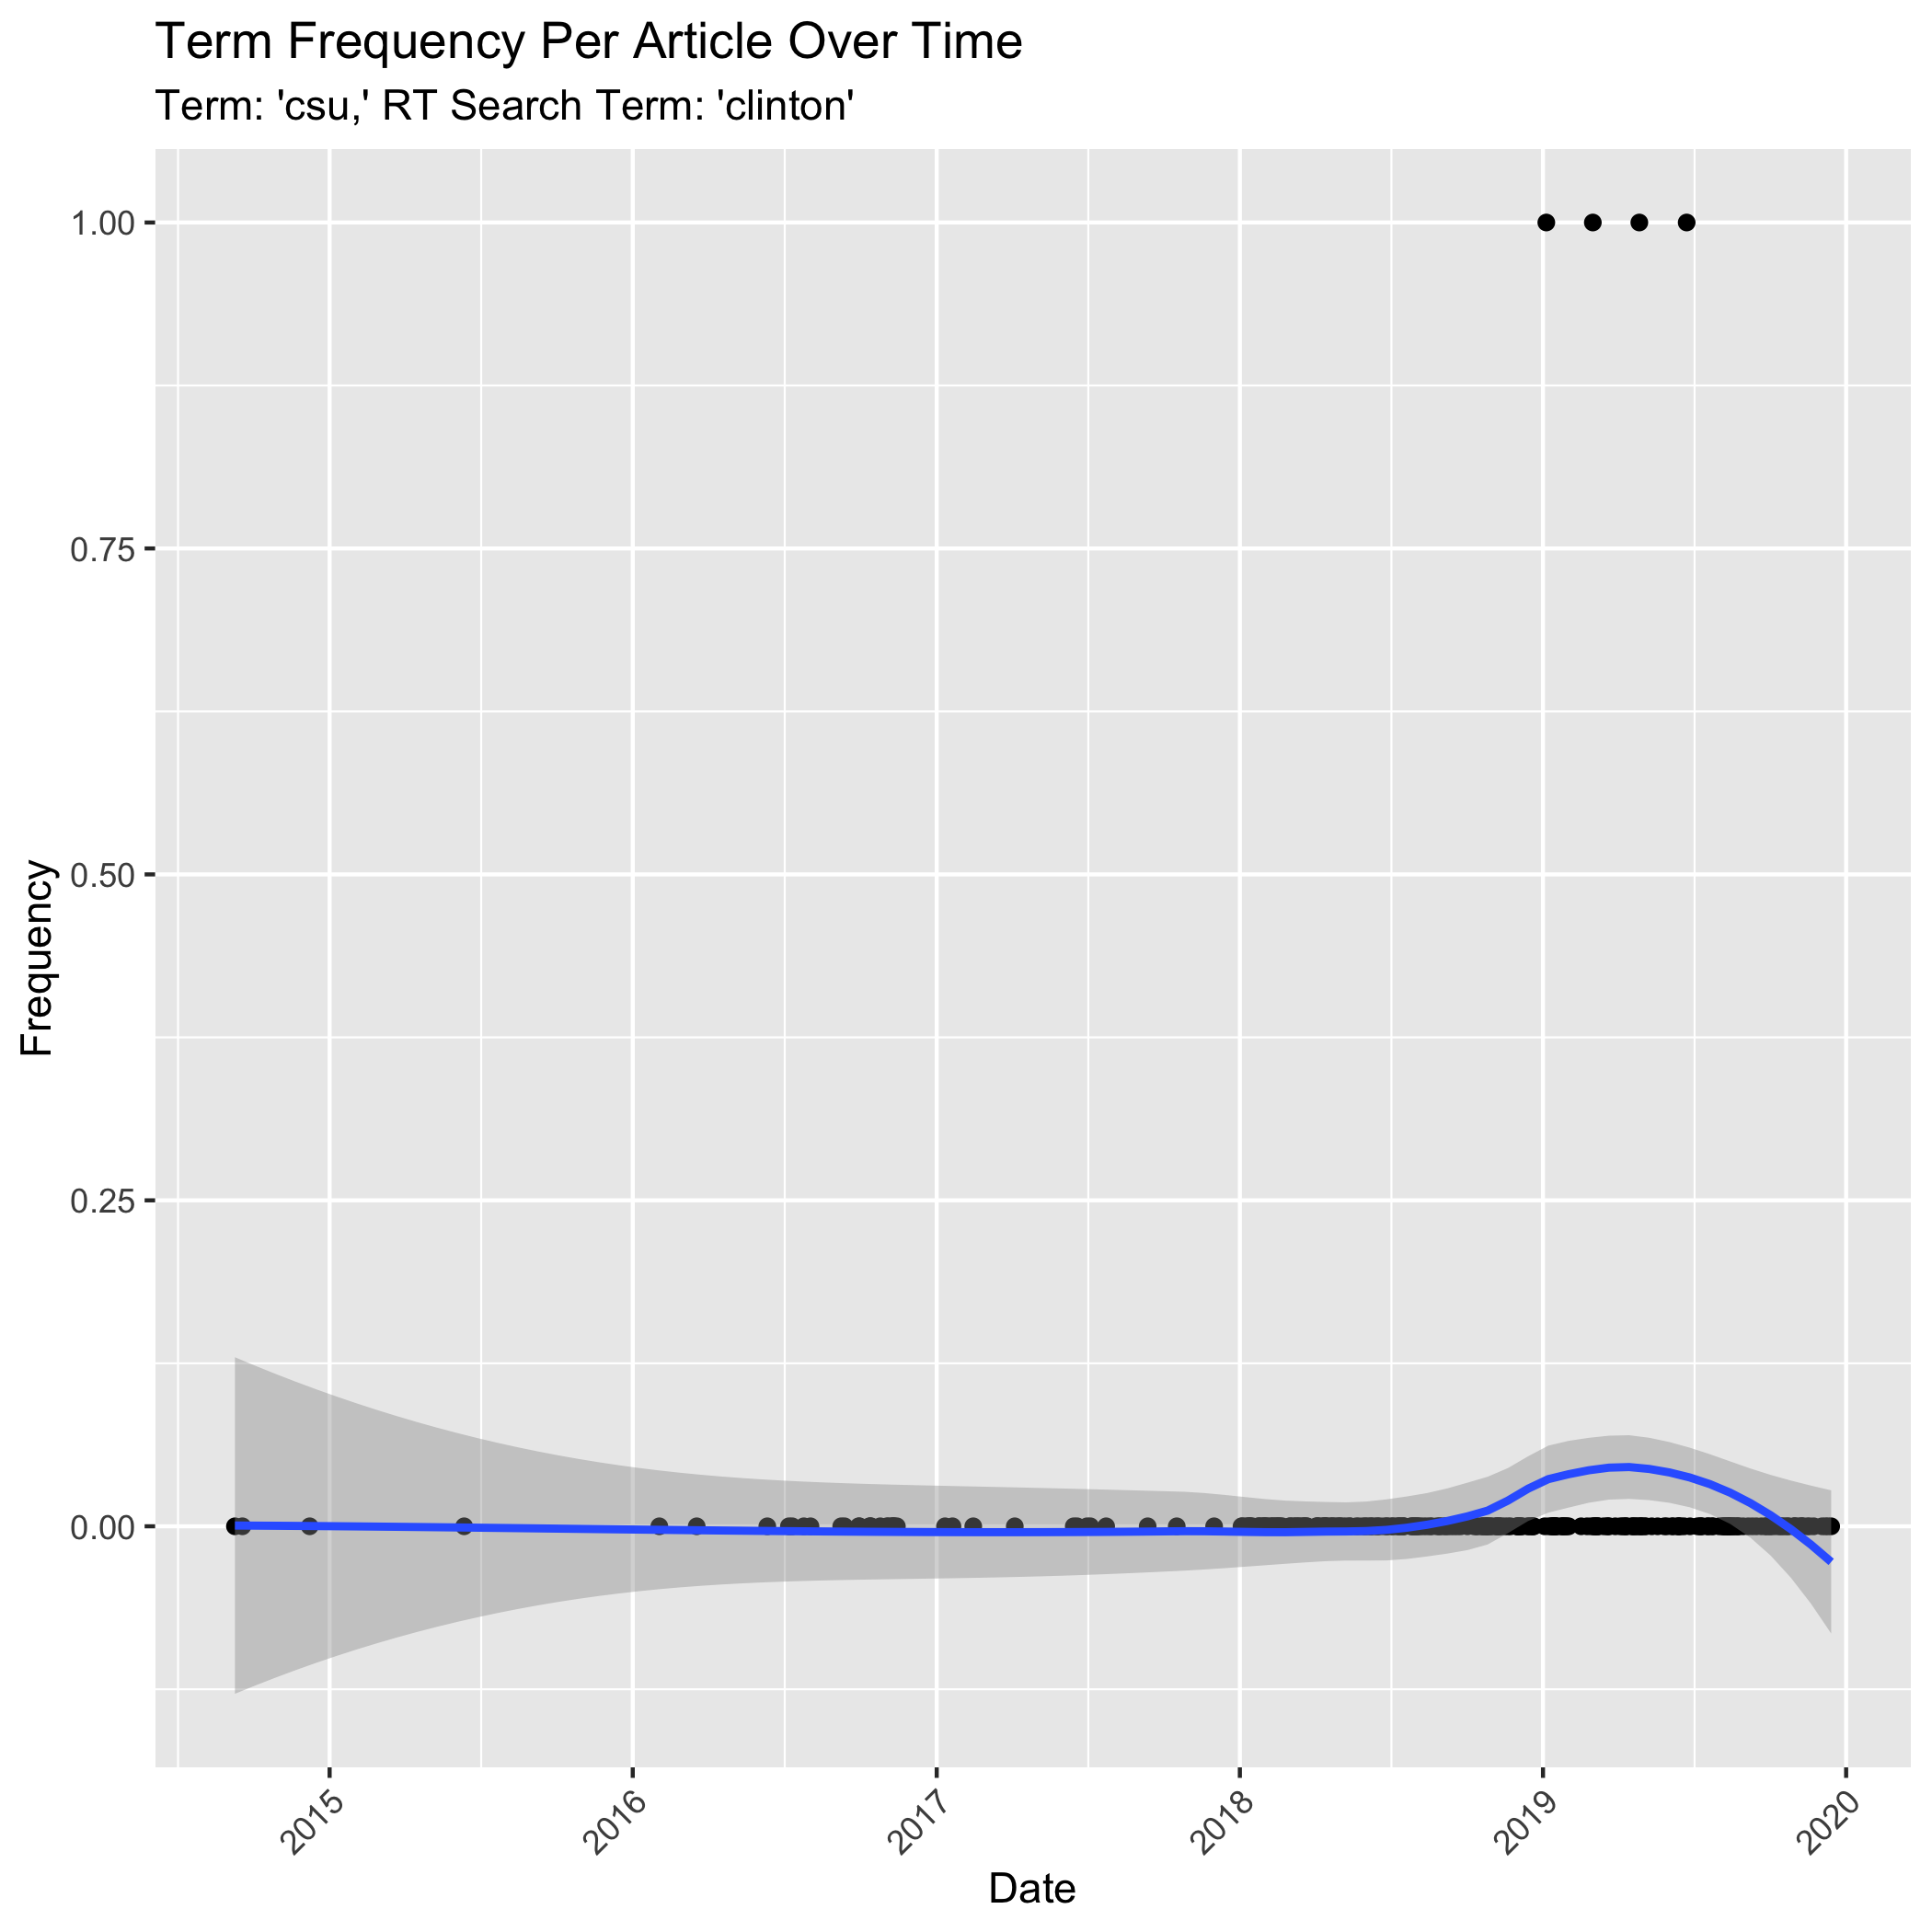 Term Frequency Per Article Over Time
Term: 'csu,' RT Search Term: 'clinton'
Frequency
1.00
0.75
0.50
0.25
0.00
2015
2016
2017
2018
2019
2020
Date